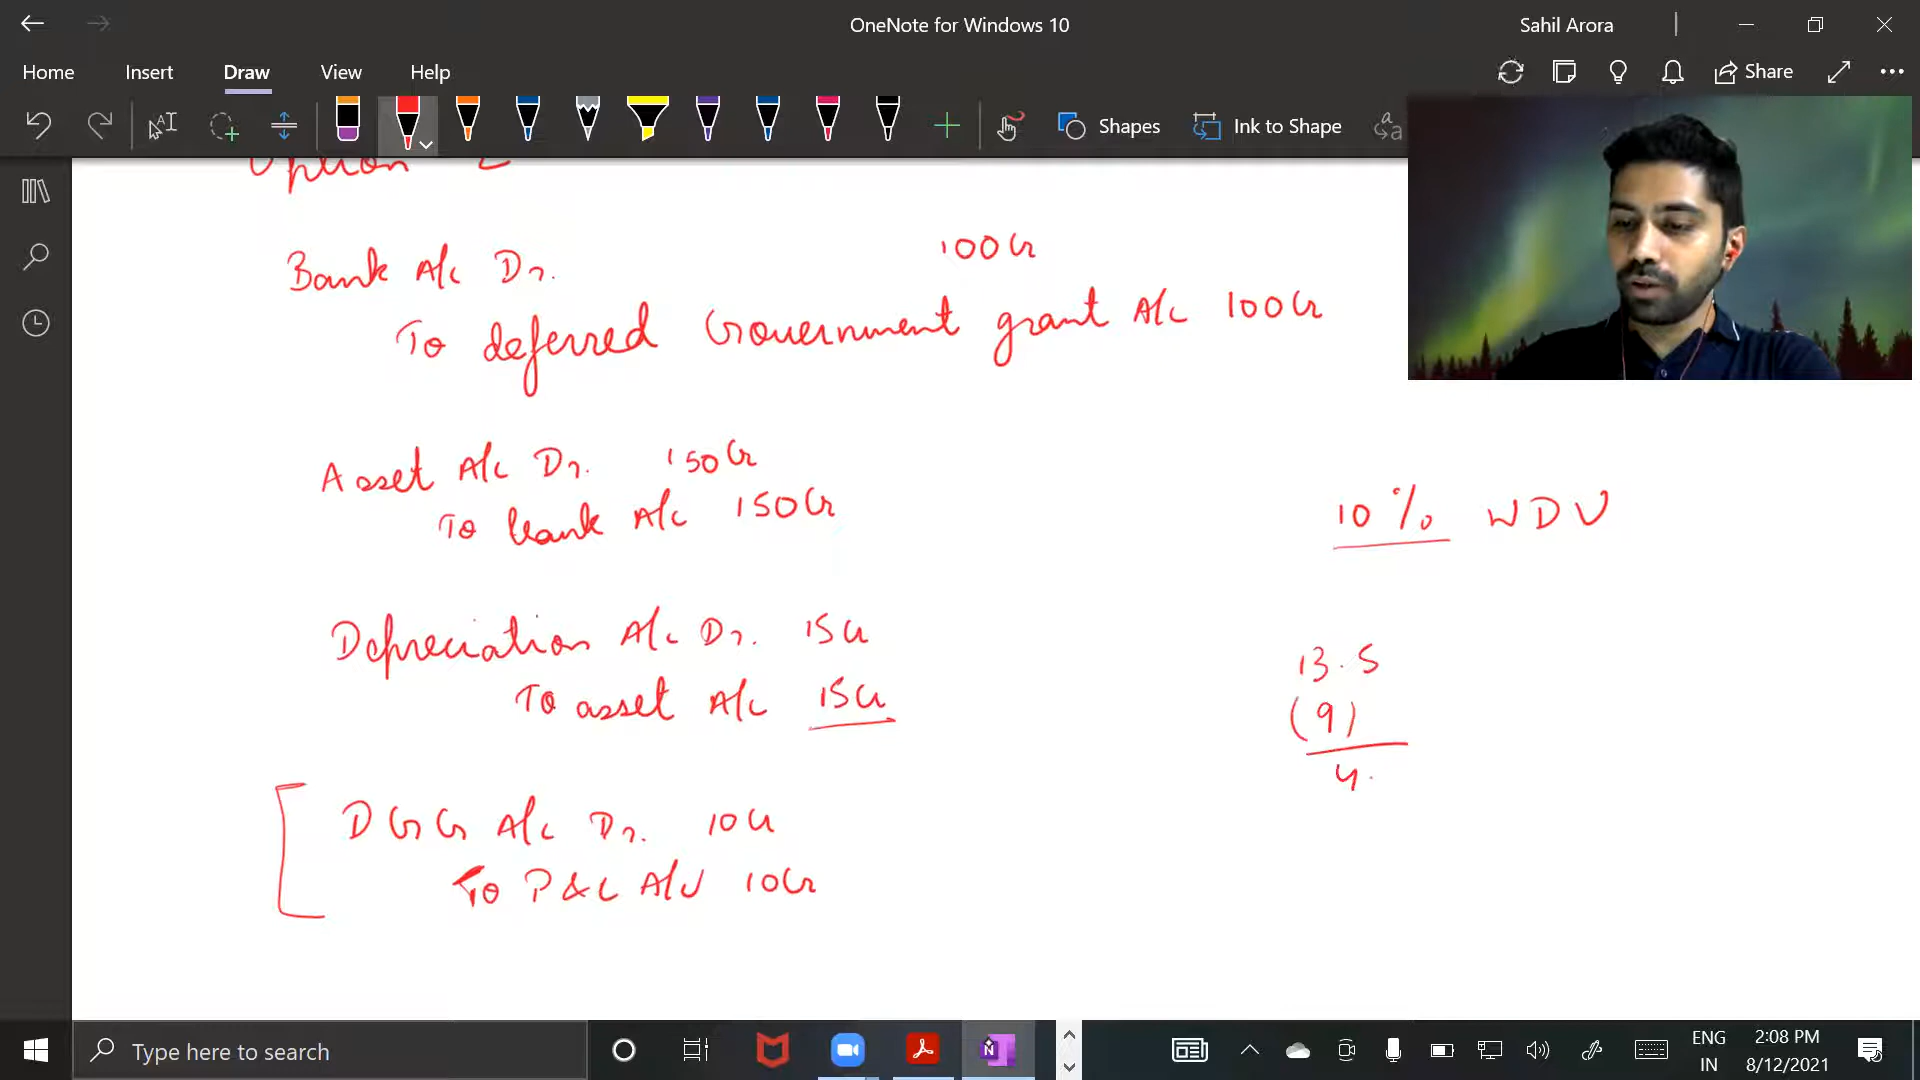 OneNote for Windows 10
Sahil Arora
Home Insert Draw View Help
Share
Shapes
Ink to Shape
Option 2
Bank A/c Dr. 100Cr
To deferred Government grant A/c 100Cr
Asset A/c Dr. 150Cr
To bank A/c 150Cr
10% WDV
Depreciation A/c Dr. 15Cr
To asset A/c 15Cr
13.5
(9)
4.
DGG A/c Dr. 10Cr
To P&L A/c 10Cr
Type here to search
ENG
IN
2:08 PM
8/12/2021